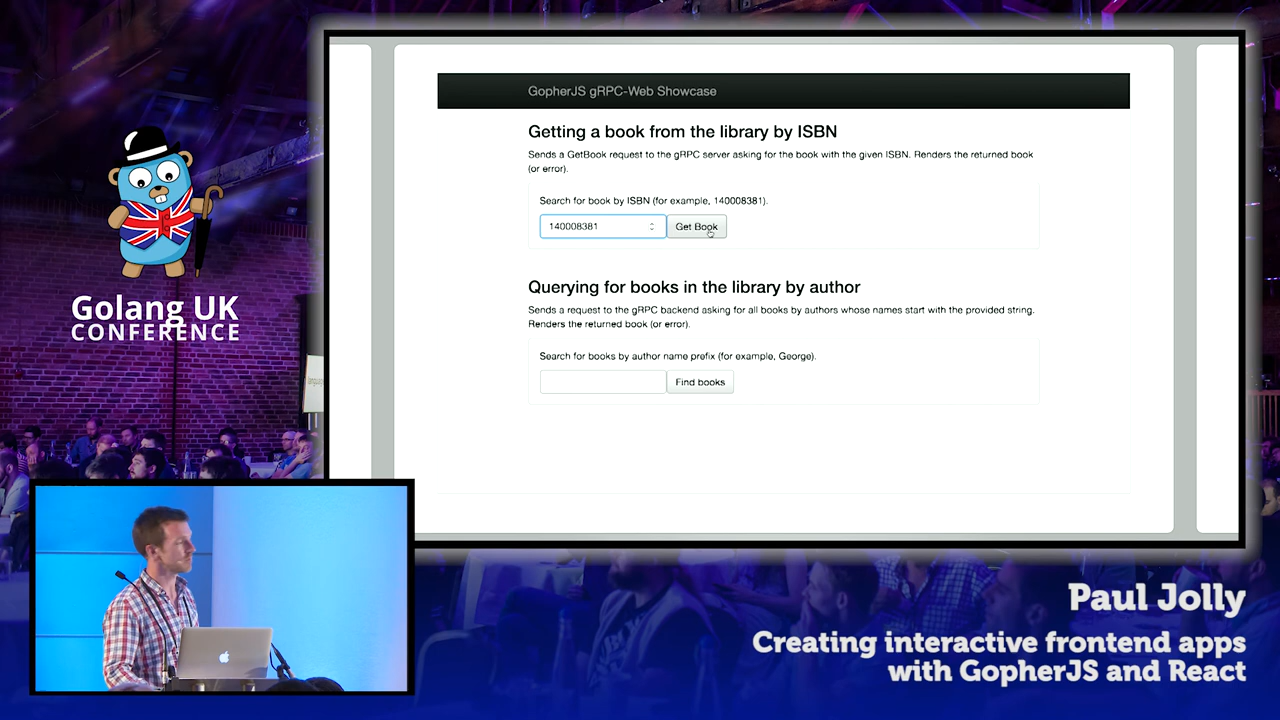 Golang UK
CONFERENCE
GopherJS gRPC-Web Showcase
Getting a book from the library by ISBN
Sends a GetBook request to the gRPC server asking for the book with the given ISBN. Renders the returned book
(or error).
Search for book by ISBN (for example, 140008381).
140008381
Get Book
Querying for books in the library by author
Sends a request to the gRPC backend asking for all books by authors whose names start with the provided string.
Renders the returned book (or error).
Search for books by author name prefix (for example, George).
Find books
Paul Jolly
Creating interactive frontend apps
with GopherJS and React